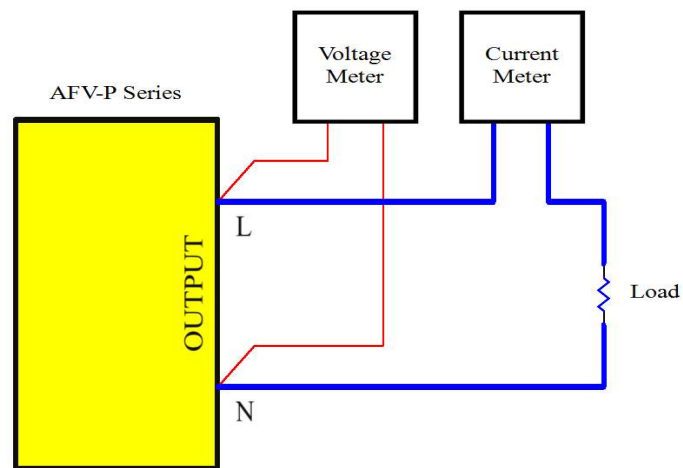 Voltage
Meter
Current
Meter
AFV-P Series
L
OUTPUT
Load
N